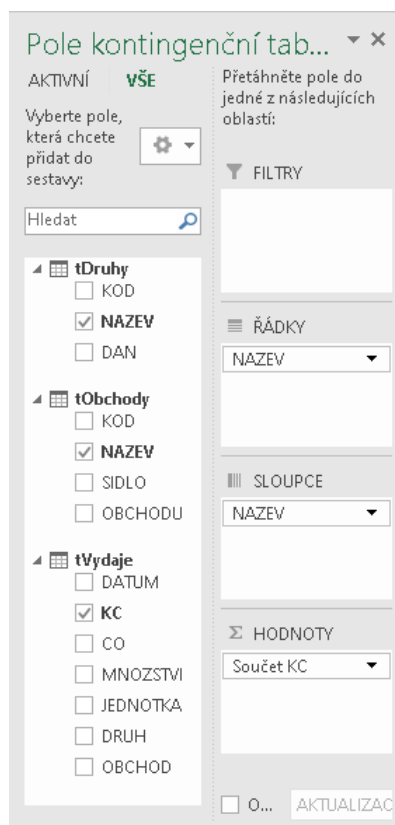 Pole kontingenční tab...
AKTIVNÍ VŠE
Vyberte pole,
která chcete
přidat do
sestavy:
Hledat
tDruhy
KOD
NAZEV
DAN
tObchody
KOD
NAZEV
SIDLO
OBCHODU
tVydaje
DATUM
KC
CO
MNOZSTVI
JEDNOTKA
DRUH
OBCHOD
Přetáhněte pole do
jedné z následujících
oblastí:
FILTRY
ŘÁDKY
NAZEV
SLOUPCE
NAZEV
Σ HODNOTY
Součet KC
O... AKTUALIZAC